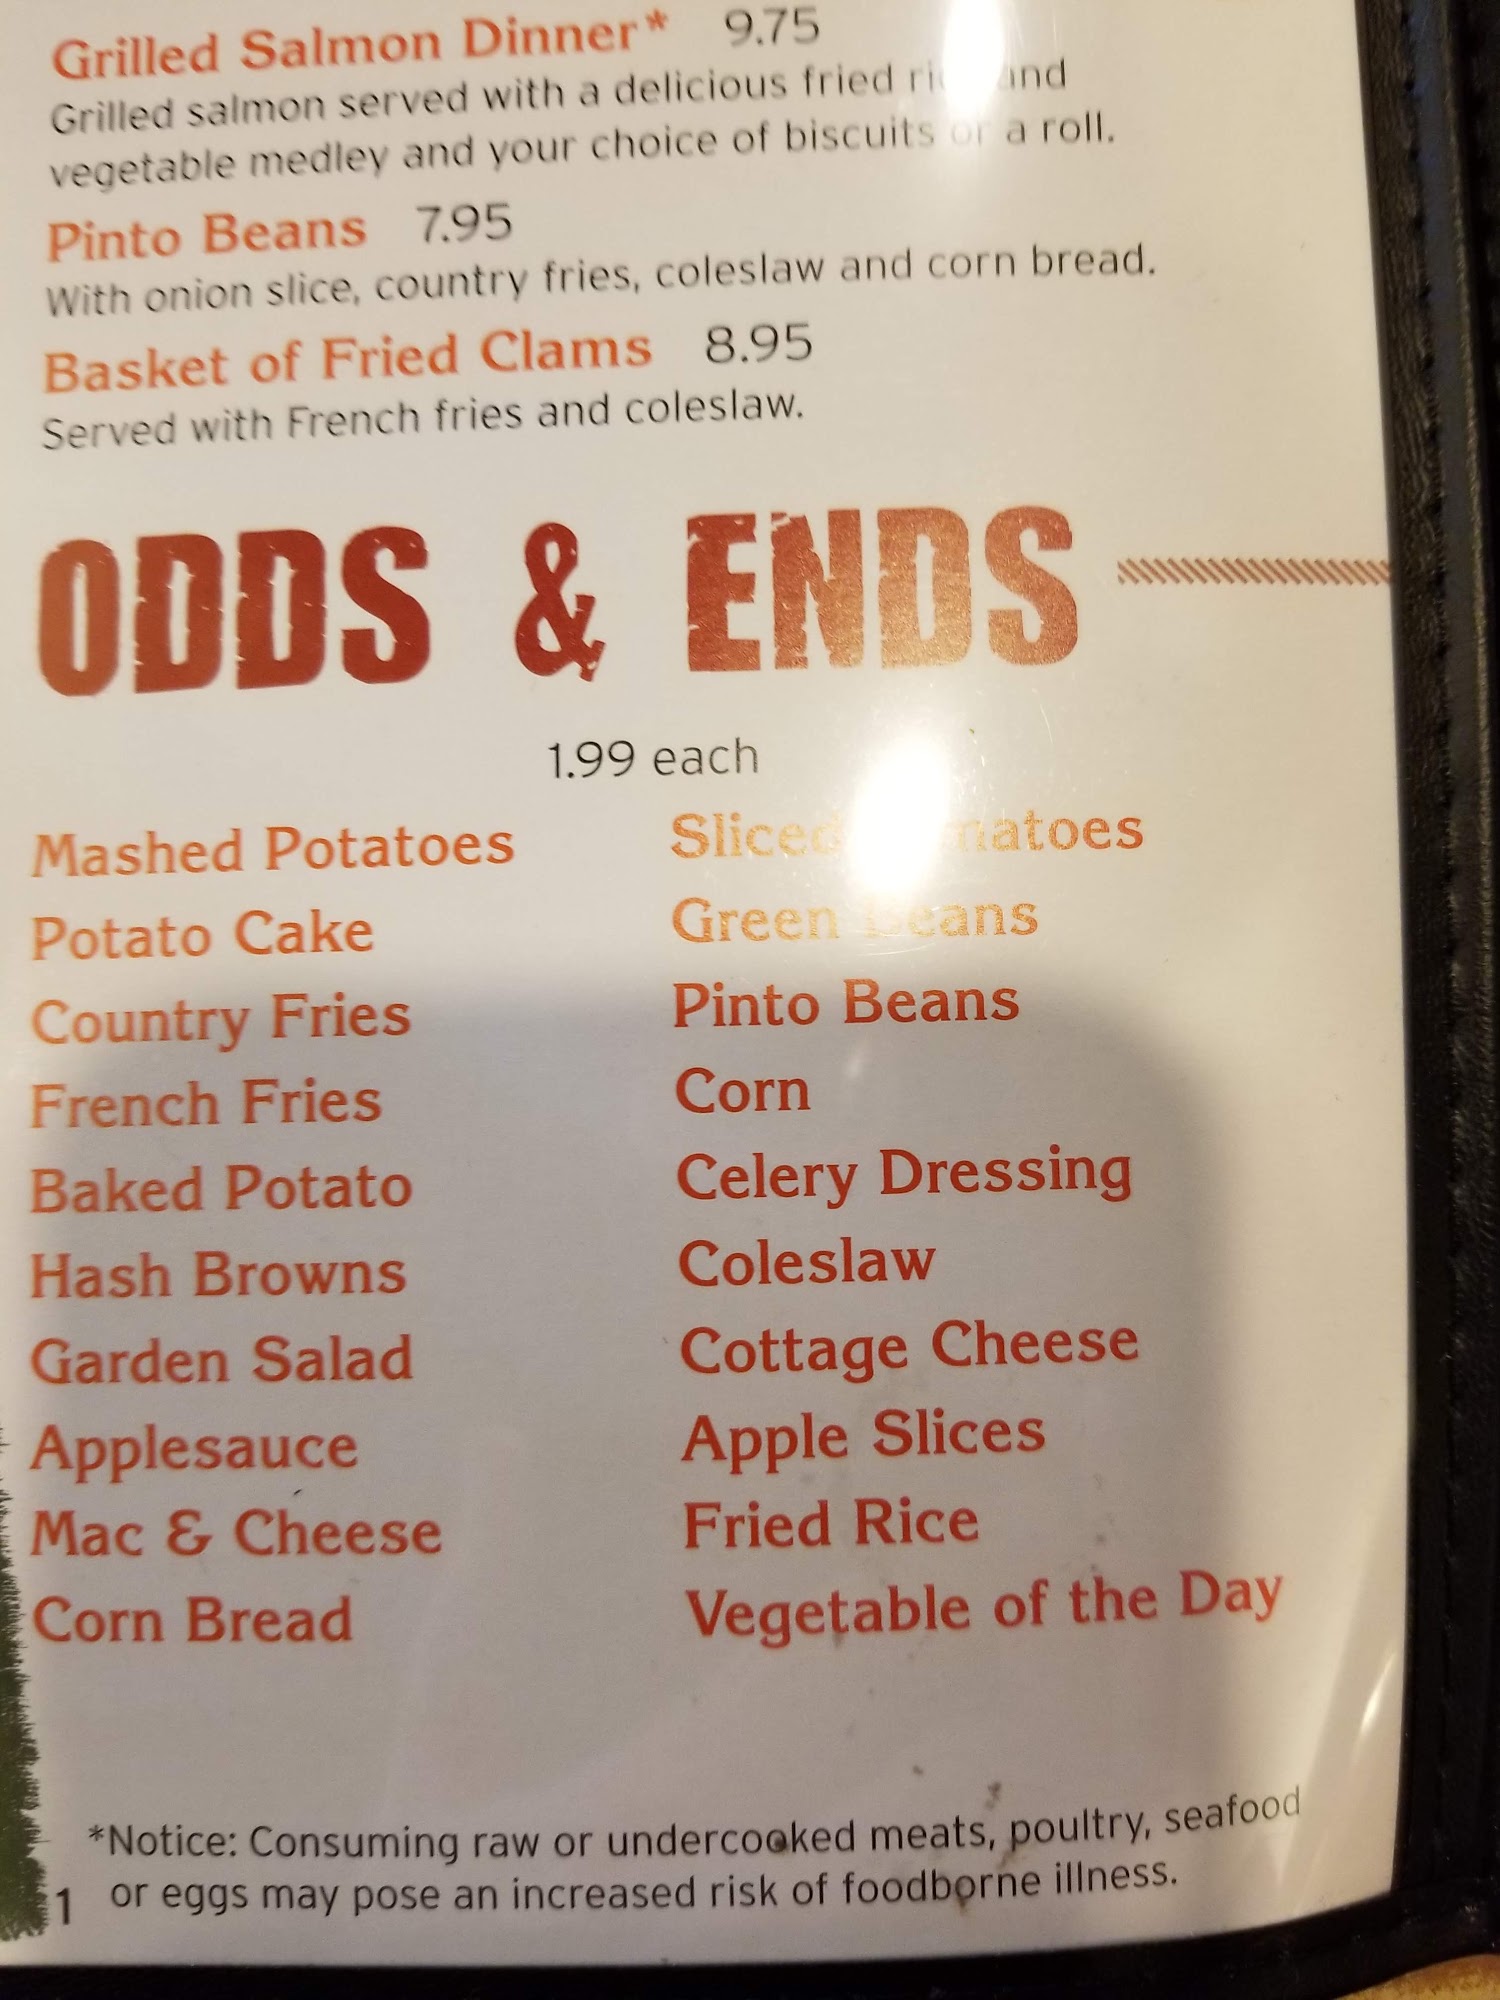 Grilled Salmon Dinner* 9.75
Grilled salmon served with a delicious fried and
vegetable medley and your choice of biscuits or a roll.
Pinto Beans 7.95
With onion slice, country fries, coleslaw and corn bread.
Basket of Fried Clams 8.95
Served with French fries and coleslaw.
ODDS & ENDS
1.99 each
Mashed Potatoes
Potato Cake
Country Fries
French Fries
Baked Potato
Hash Browns
Garden Salad
Applesauce
Mac & Cheese
Corn Bread
Sliced
Green Beans
Pinto Beans
Corn
Celery Dressing
Coleslaw
Cottage Cheese
Apple Slices
Fried Rice
Vegetable of the Day
*Notice: Consuming raw or undercooked meats, poultry, seafood
or eggs may pose an increased risk of foodborne illness.
1